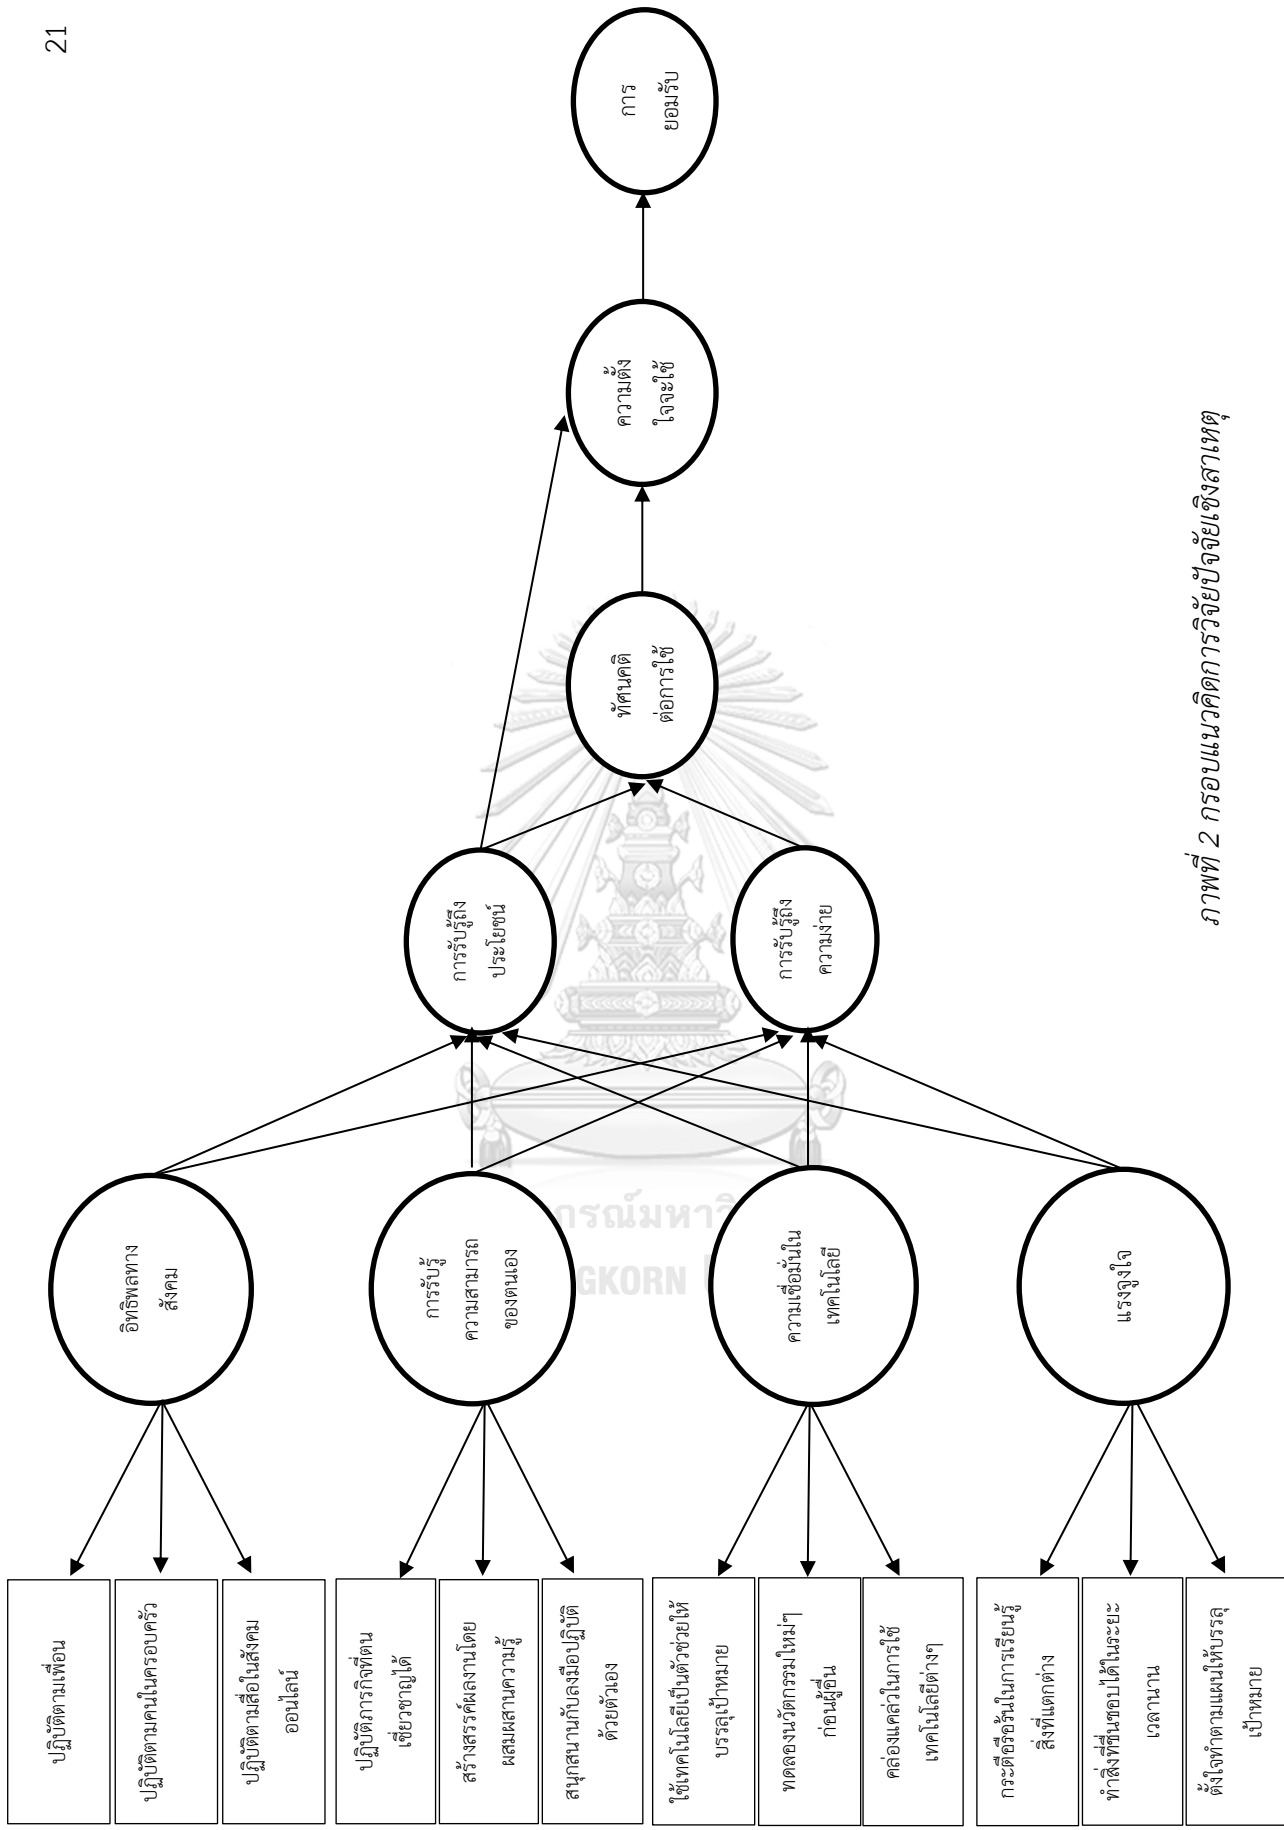 21
ปฏิบัติตามเพื่อน
ปฏิบัติตามคนในครอบครัว
ปฏิบัติตามสื่อในสังคม
ออนไลน์
ปฏิบัติภารกิจที่ตน
เชี่ยวชาญได้
สร้างสรรค์ผลงานโดย
ผสมผสานความรู้
สนุกสนานกับลงมือปฏิบัติ
ด้วยตัวเอง
ใช้เทคโนโลยีเป็นตัวช่วยให้
บรรลุเป้าหมาย
ทดลองนวัตกรรมใหม่ๆ
ก่อนผู้อื่น
คล่องแคล่วในการใช้
เทคโนโลยีต่างๆ
กระตือรือร้นในการเรียนรู้
สิ่งที่แตกต่าง
ทำสิ่งที่ชื่นชอบได้ในระยะ
เวลานาน
ตั้งใจทำตามแผนให้บรรลุ
เป้าหมาย
อิทธิพลทาง
สังคม
การรับรู้
ความสามารถ
ของตนเอง
ความเชื่อมั่นใน
เทคโนโลยี
แรงจูงใจ
การรับรู้ถึง
ประโยชน์
การรับรู้ถึง
ความง่าย
ทัศนคติ
ต่อการใช้
ความตั้ง
ใจจะใช้
การ
ยอมรับ
กรณ์มหาวิ
GKORN
ภาพที่ 2 กรอบแนวคิดการวิจัยปัจจัยเชิงสาเหตุ